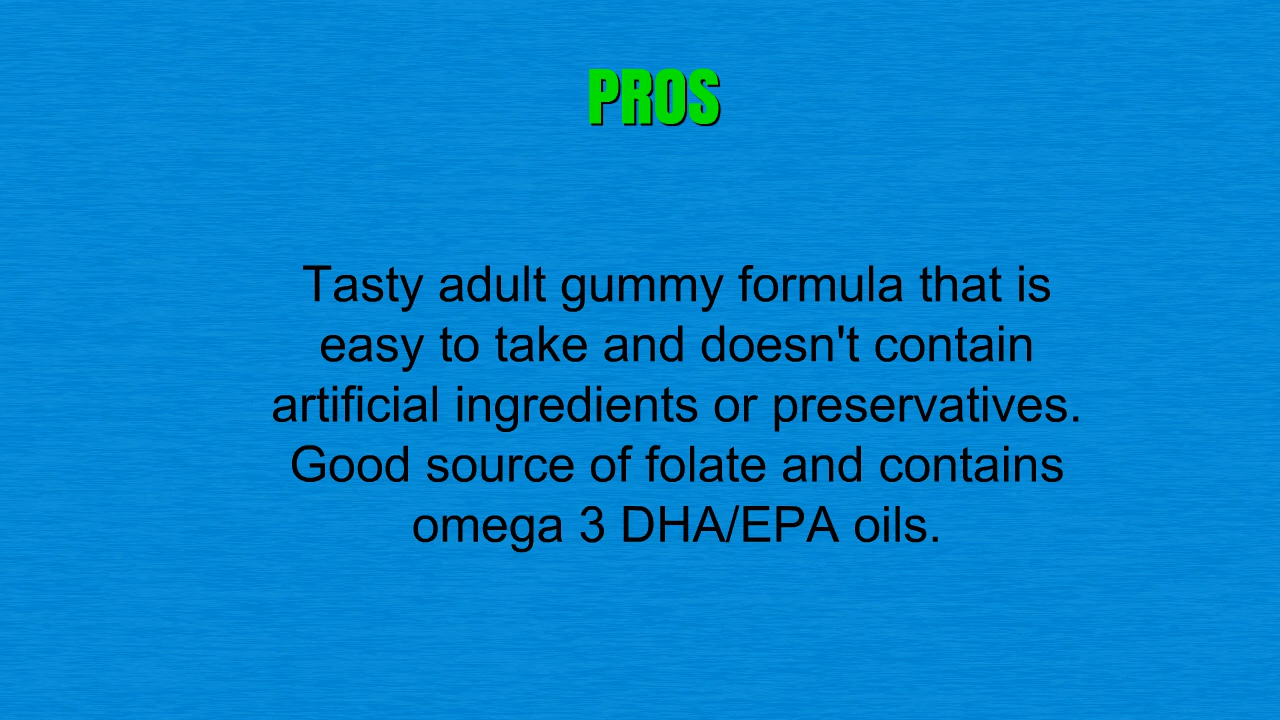 PROS
Tasty adult gummy formula that is
easy to take and doesn't contain
artificial ingredients or preservatives.
Good source of folate and contains
omega 3 DHA/EPA oils.